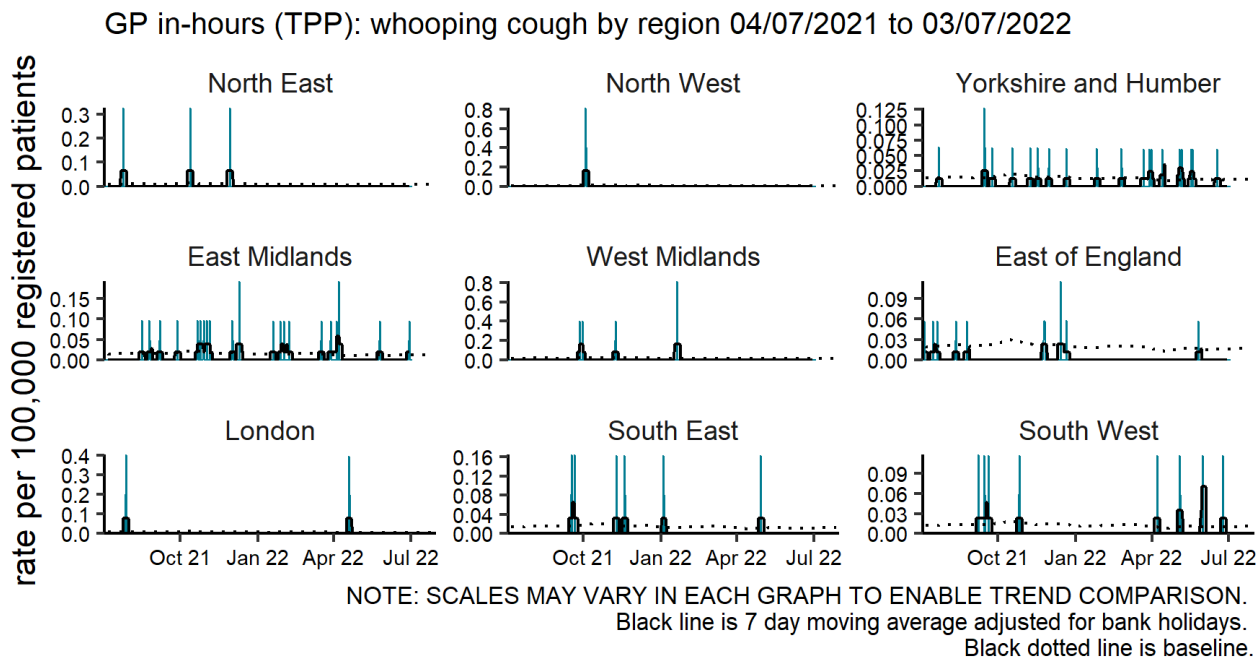 GP in-hours (TPP): whooping cough by region 04/07/2021 to 03/07/2022
rate per 100,000 registered patients
North East
0.3
0.2
0.1
0.0
North West
0.8
0.6
0.4
0.2
0.0
Yorkshire and Humber
0.125
0.100
0.075
0.050
0.025
0.000
East Midlands
0.15
0.10
0.05
0.00
West Midlands
0.8
0.6
0.4
0.2
0.0
East of England
0.09
0.06
0.03
0.00
London
0.4
0.3
0.2
0.1
0.0
Oct 21 Jan 22 Apr 22 Jul 22
South East
0.16
0.12
0.08
0.04
0.00
Oct 21 Jan 22 Apr 22 Jul 22
South West
0.09
0.06
0.03
0.00
Oct 21 Jan 22 Apr 22 Jul 22
NOTE: SCALES MAY VARY IN EACH GRAPH TO ENABLE TREND COMPARISON.
Black line is 7 day moving average adjusted for bank holidays.
Black dotted line is baseline.